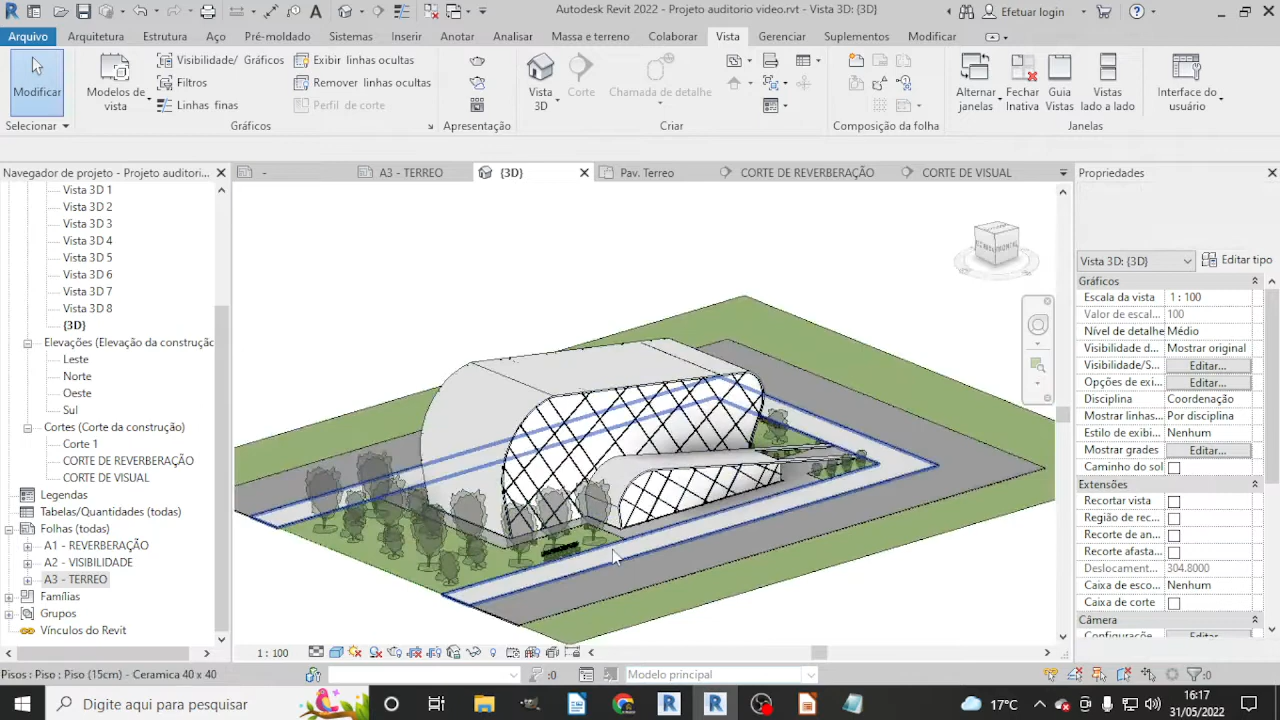 Autodesk Revit 2022 - Projeto auditorio video.rvt - Vista 3D: {3D}
Efetuar login
Arquivo Arquitetura Estrutura Aço Pré-moldado Sistemas Inserir Anotar Analisar Massa e terreno Colaborar Vista Gerenciar Suplementos Modificar
Modificar
Selecionar
Modelos de vista
Visibilidade/ Gráficos
Filtros
Linhas finas
Exibir linhas ocultas
Remover linhas ocultas
Perfil de corte
Gráficos
Apresentação
Vista 3D
Corte
Chamada de detalhe
Criar
Composição da folha
Alternar janelas
Fechar Inativa
Guia Vistas
Vistas lado a lado
Janelas
Interface do usuário
Navegador de projeto - Projeto auditori...
- A3 - TERREO {3D} Pav. Terreo CORTE DE REVERBERAÇÃO CORTE DE VISUAL
Vista 3D 1
Vista 3D 2
Vista 3D 3
Vista 3D 4
Vista 3D 5
Vista 3D 6
Vista 3D 7
Vista 3D 8
{3D}
Elevações (Elevação da construção
Leste
Norte
Oeste
Sul
Cortes (Corte da construção)
Corte 1
CORTE DE REVERBERAÇÃO
CORTE DE VISUAL
Legendas
Tabelas/Quantidades (todas)
Folhas (todas)
A1 - REVERBERAÇÃO
A2 - VISIBILIDADE
A3 - TERREO
Famílias
Grupos
Vínculos do Revit
Propriedades
Vista 3D: {3D}
Editar tipo
Gráficos
Escala da vista 1 : 100
Valor de escal... 100
Nível de detalhe Médio
Visibilidade d... Mostrar original
Visibilidade/S... Editar...
Opções de exi... Editar...
Disciplina Coordenação
Mostrar linhas... Por disciplina
Estilo de exibi... Nenhum
Mostrar grades Editar...
Caminho do sol
Extensões
Recortar vista
Região de rec...
Recorte de an...
Recorte afasta...
Deslocament... 304.8000
Caixa de esco... Nenhum
Caixa de corte
Câmera
1 : 100
Pisos : Piso : Piso (15cm) - Ceramica 40 x 40
:0
Modelo principal
:0
Digite aqui para pesquisar
17°C
16:17
31/05/2022